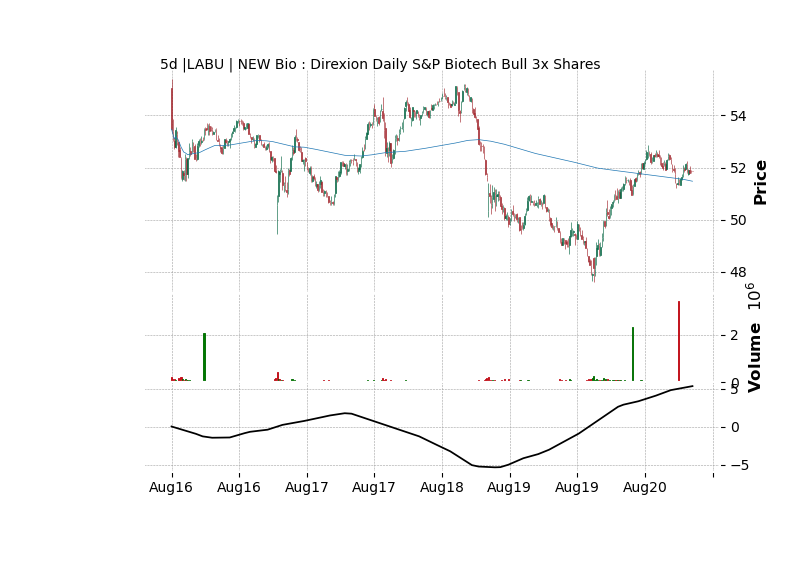 5d |LABU | NEW Bio : Direxion Daily S&P Biotech Bull 3x Shares
54
52
50
48
Price
2
0
Volume 10^6
5
0
−5
Aug16 Aug16 Aug17 Aug17 Aug18 Aug19 Aug19 Aug20